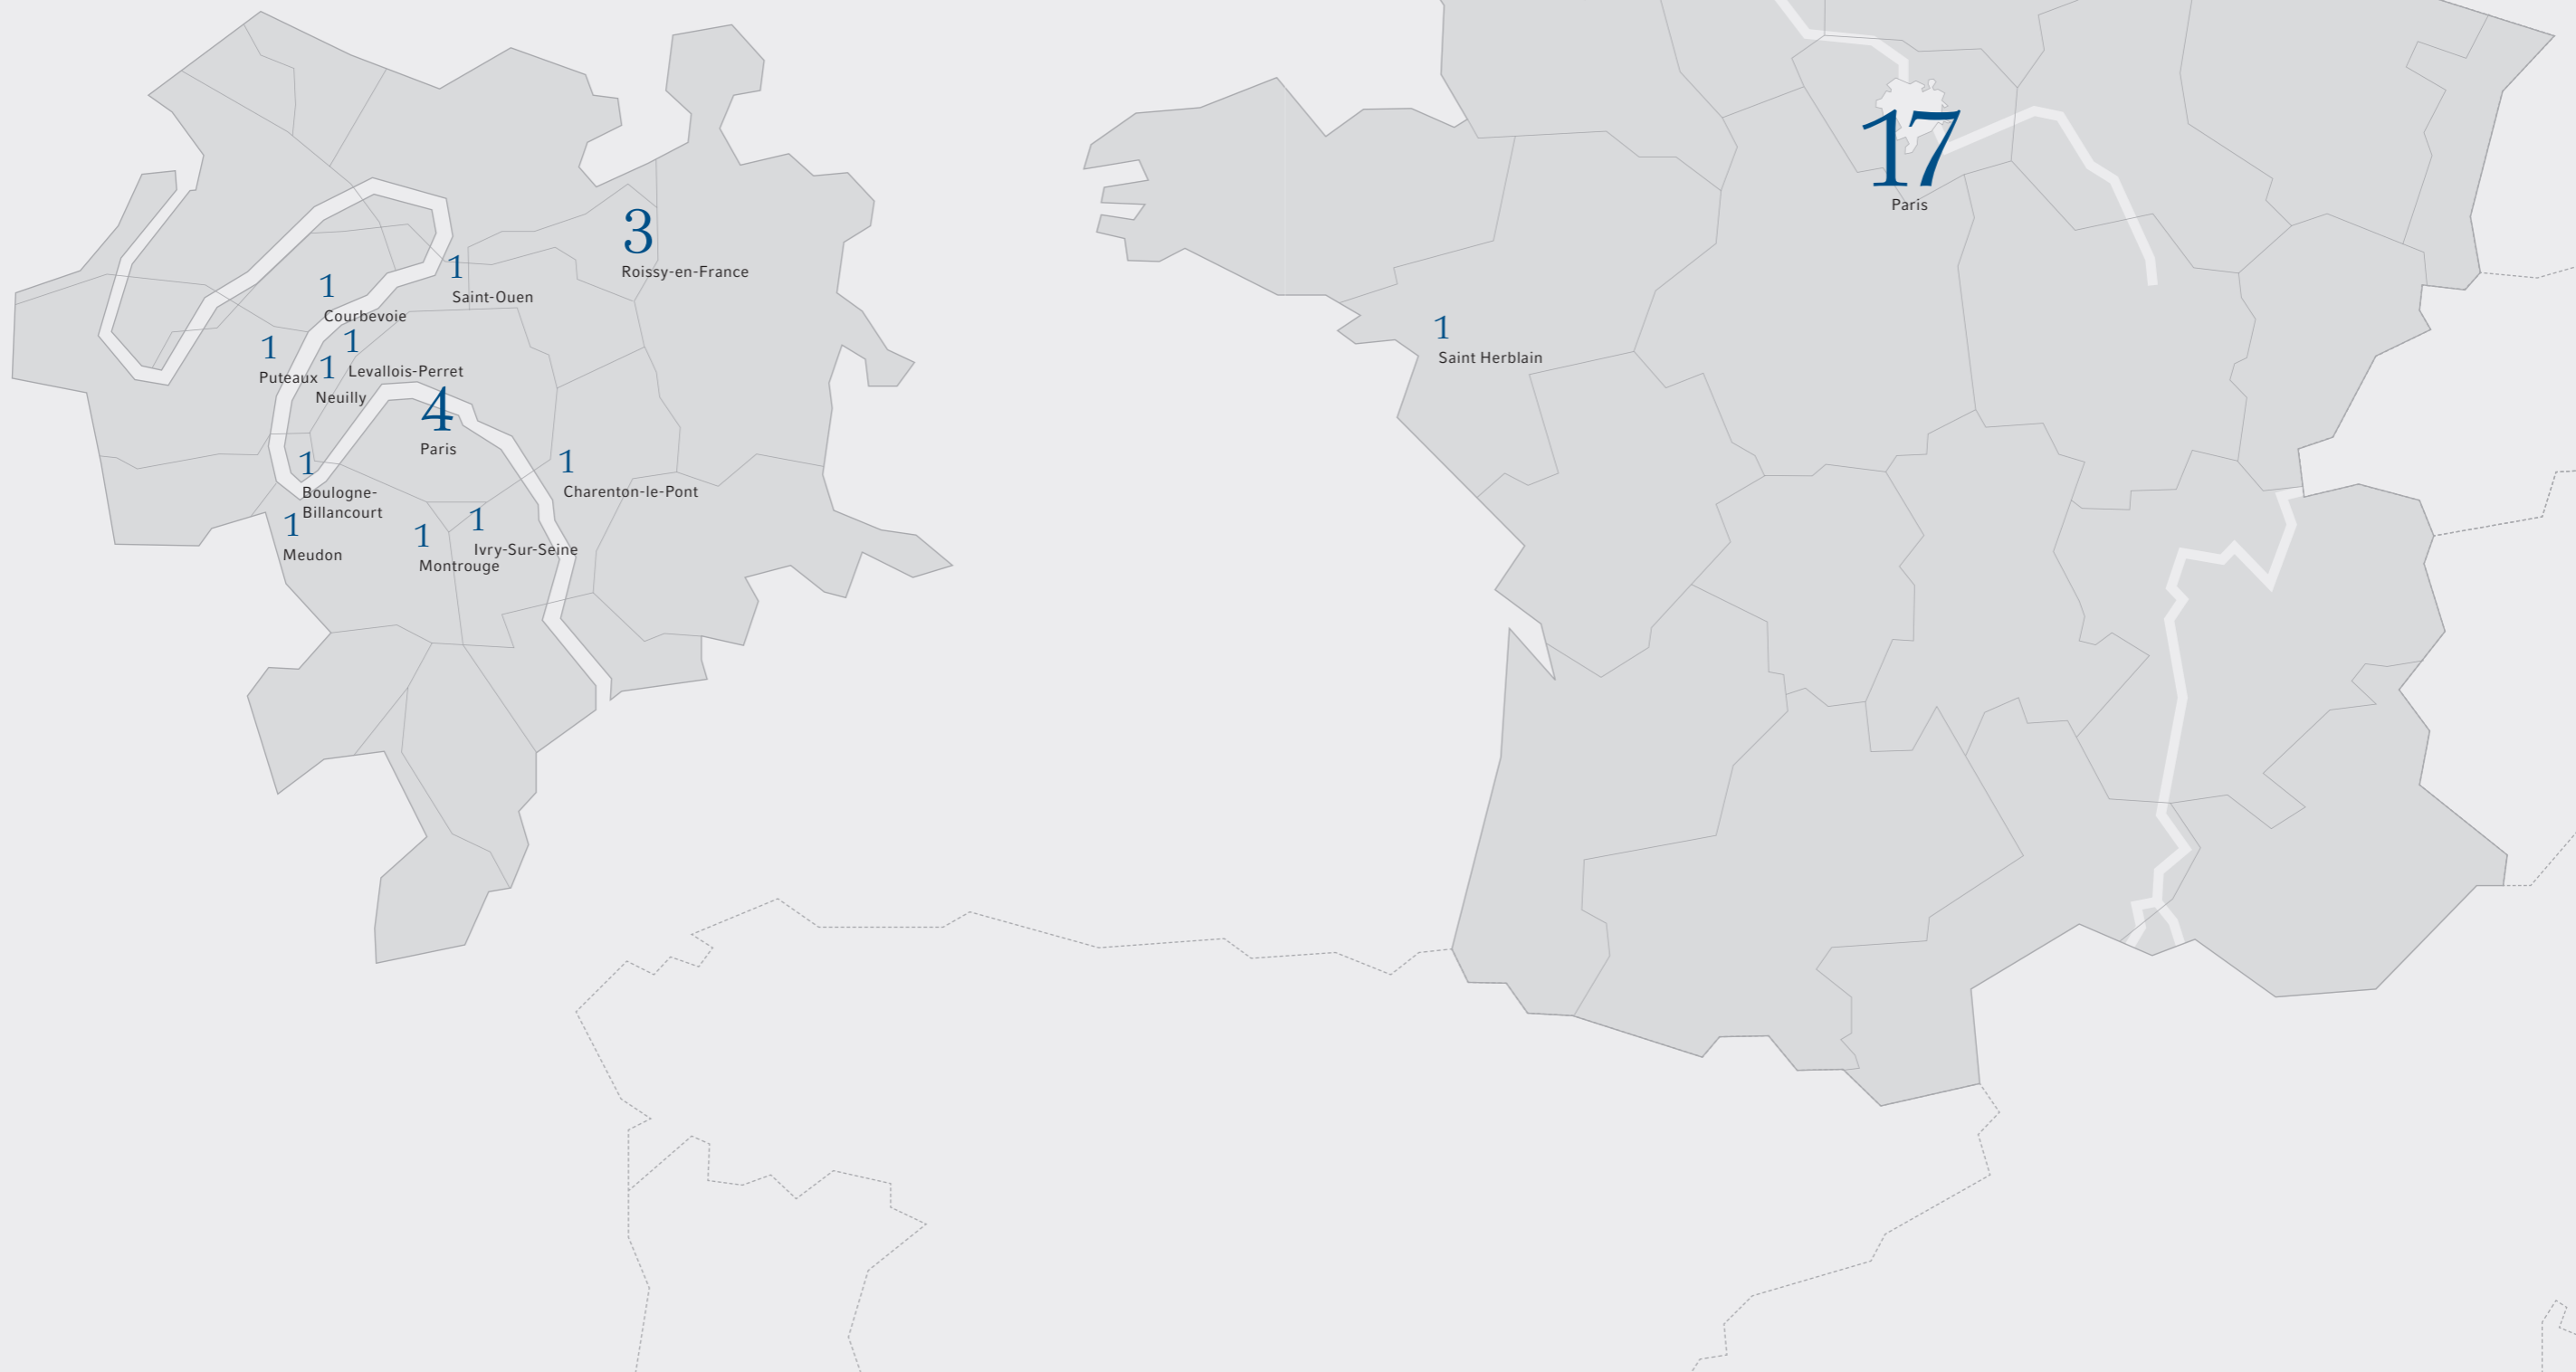 17
Paris
3
Roissy-en-France
1
Saint-Ouen
1
Courbevoie
1
Levallois-Perret
1
Puteaux
1
Neuilly
4
Paris
1
Boulogne-
Billancourt
1
Charenton-le-Pont
1
Meudon
1
Montrouge
1
Ivry-Sur-Seine
1
Saint Herblain